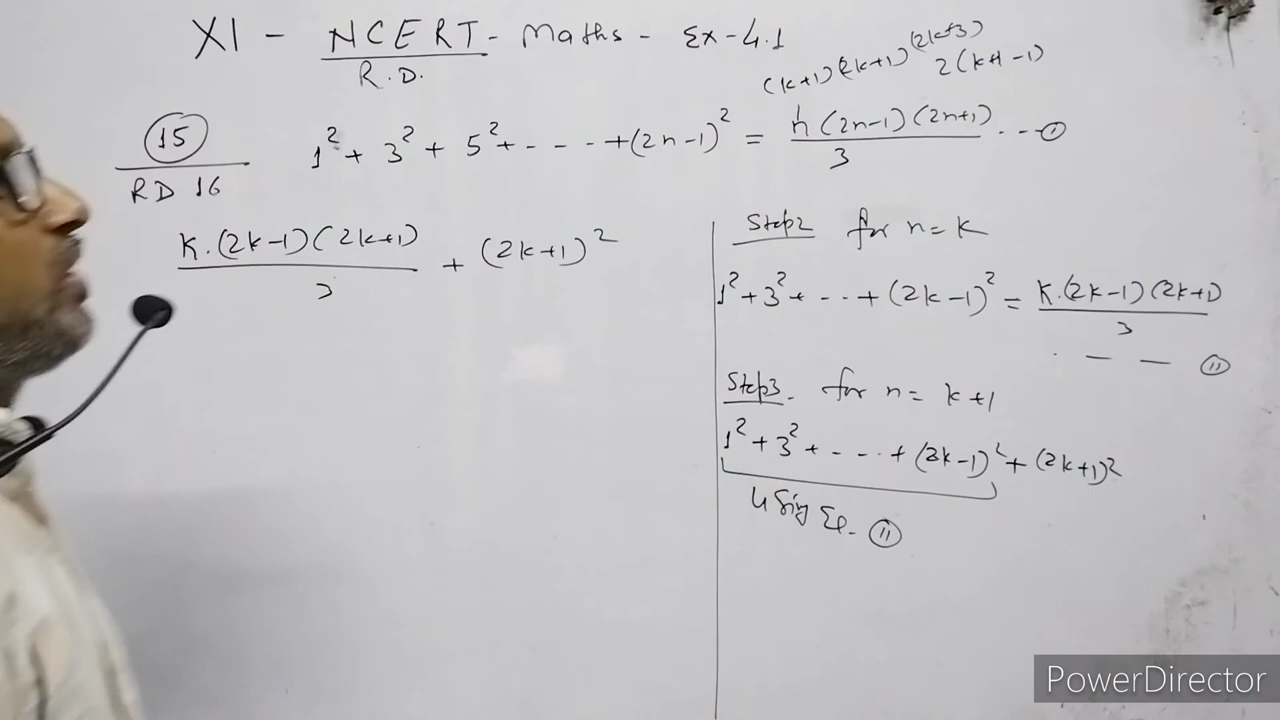 XI - NCERT - Maths - Ex-4.1
R.D.
(k+1)(2k+1)(2k+3)
2(k+1-1)
15
RD 16
1² + 3² + 5² + - - - + (2n-1)² = n(2n-1)(2n+1)/3 - - - (i)
k.(2k-1)(2k+1)/3 + (2k+1)²
Step2 for n=k
1² + 3² + - - - + (2k-1)² = k.(2k-1)(2k+1)/3
- - - (ii)
Step3. for n= k+1
1² + 3² + - - - + (2k-1)² + (2k+1)²
Using Eq. (ii)
PowerDirector